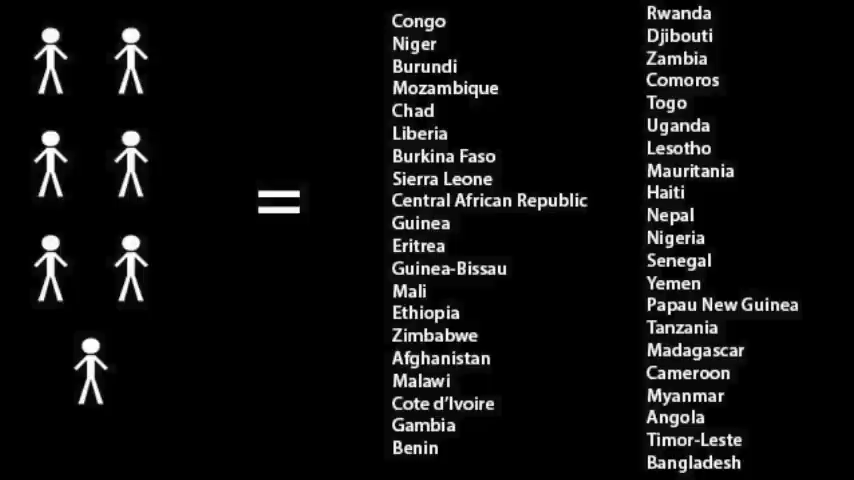 =
Congo
Niger
Burundi
Mozambique
Chad
Liberia
Burkina Faso
Sierra Leone
Central African Republic
Guinea
Eritrea
Guinea-Bissau
Mali
Ethiopia
Zimbabwe
Afghanistan
Malawi
Cote d’Ivoire
Gambia
Benin
Rwanda
Djibouti
Zambia
Comoros
Togo
Uganda
Lesotho
Mauritania
Haiti
Nepal
Nigeria
Senegal
Yemen
Papau New Guinea
Tanzania
Madagascar
Cameroon
Myanmar
Angola
Timor-Leste
Bangladesh